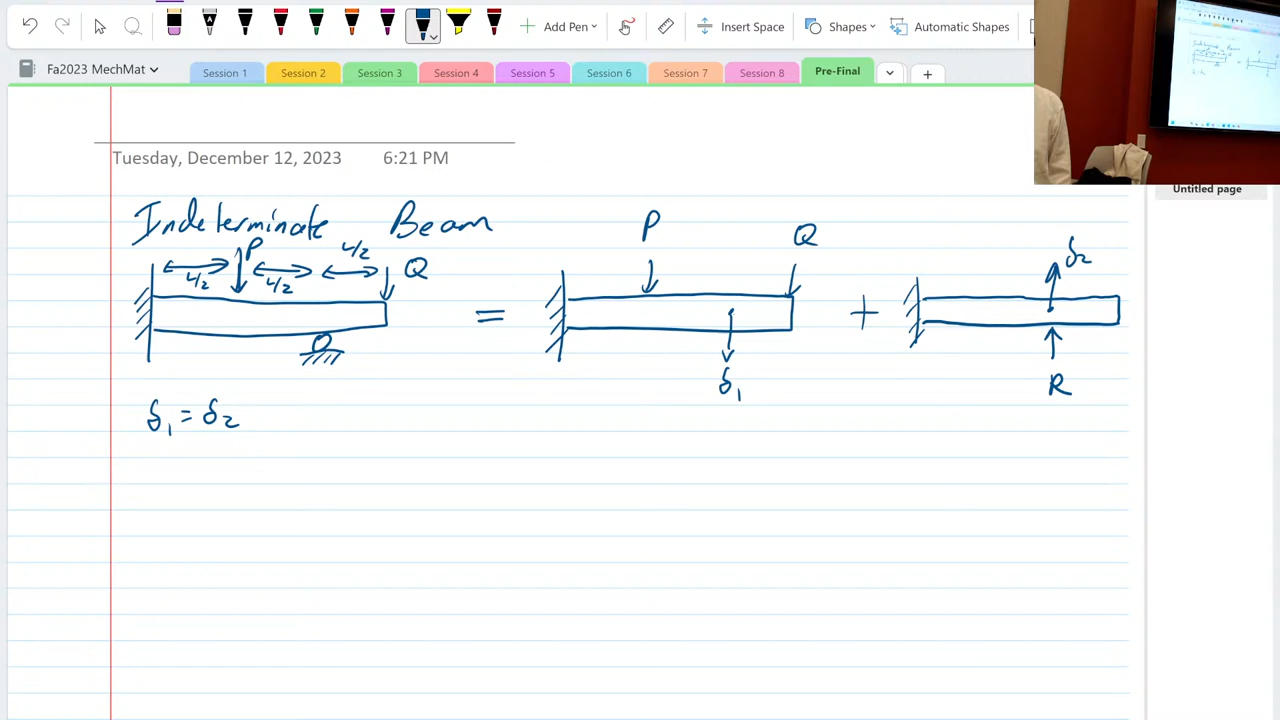 Add Pen
Insert Space
Shapes
Automatic Shapes
Fa2023 MechMat
Session 1
Session 2
Session 3
Session 4
Session 5
Session 6
Session 7
Session 8
Pre-Final
Untitled page
Tuesday, December 12, 2023 6:21 PM
Indeterminate Beam
P
L/2
L/2
L/2
Q
=
P
Q
δ₁
+
δ₂
R
δ₁ = δ₂